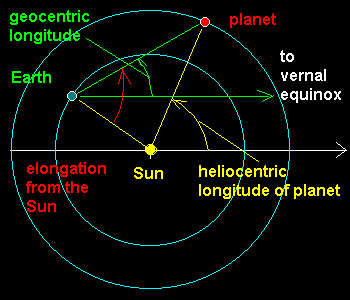 geocentric
longitude
planet
Earth
to
vernal
equinox
elongation
from the
Sun
Sun
heliocentric
longitude of planet